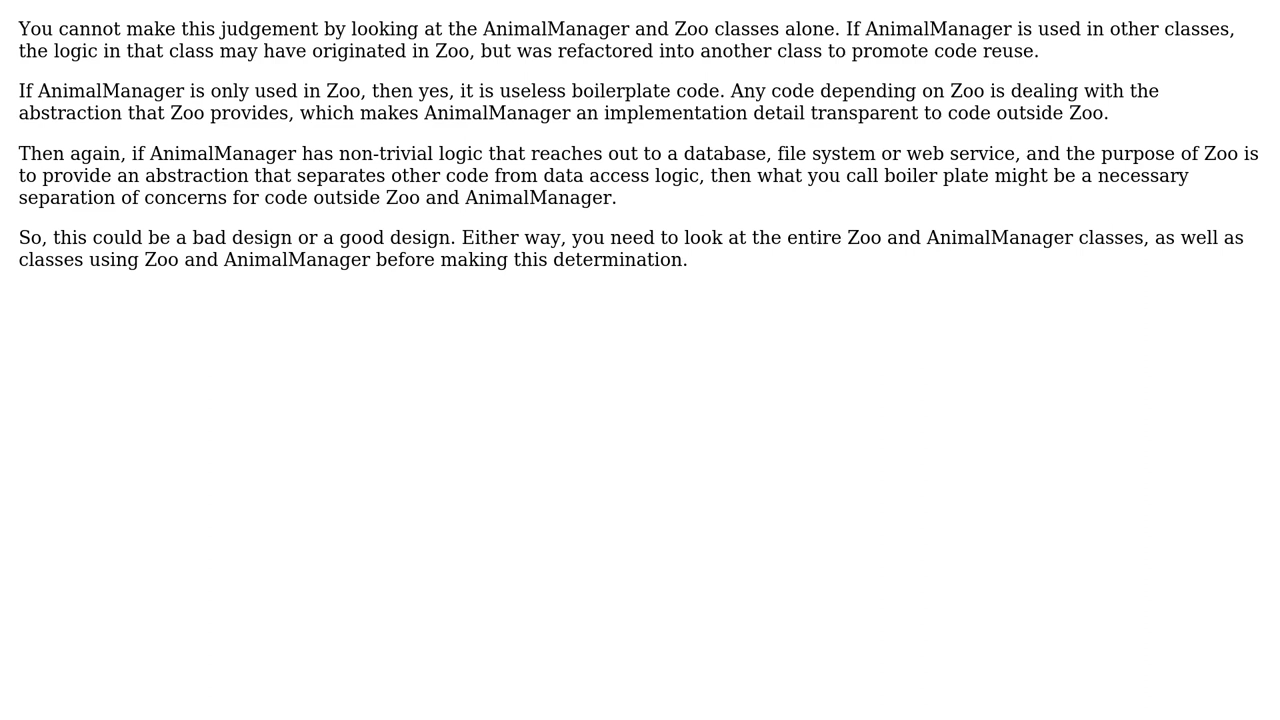 You cannot make this judgement by looking at the AnimalManager and Zoo classes alone. If AnimalManager is used in other classes,
the logic in that class may have originated in Zoo, but was refactored into another class to promote code reuse.
If AnimalManager is only used in Zoo, then yes, it is useless boilerplate code. Any code depending on Zoo is dealing with the
abstraction that Zoo provides, which makes AnimalManager an implementation detail transparent to code outside Zoo.
Then again, if AnimalManager has non-trivial logic that reaches out to a database, file system or web service, and the purpose of Zoo is
to provide an abstraction that separates other code from data access logic, then what you call boiler plate might be a necessary
separation of concerns for code outside Zoo and AnimalManager.
So, this could be a bad design or a good design. Either way, you need to look at the entire Zoo and AnimalManager classes, as well as
classes using Zoo and AnimalManager before making this determination.